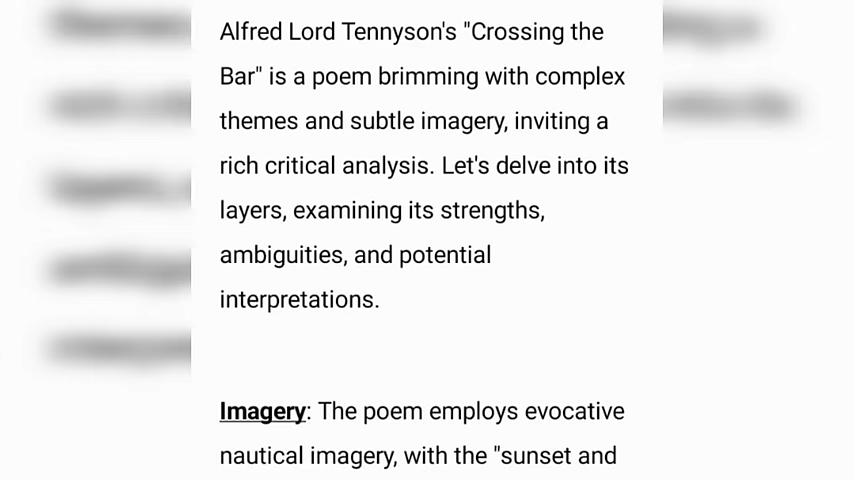 Alfred Lord Tennyson's "Crossing the
Bar" is a poem brimming with complex
themes and subtle imagery, inviting a
rich critical analysis. Let's delve into its
layers, examining its strengths,
ambiguities, and potential
interpretations.
Imagery: The poem employs evocative
nautical imagery, with the "sunset and